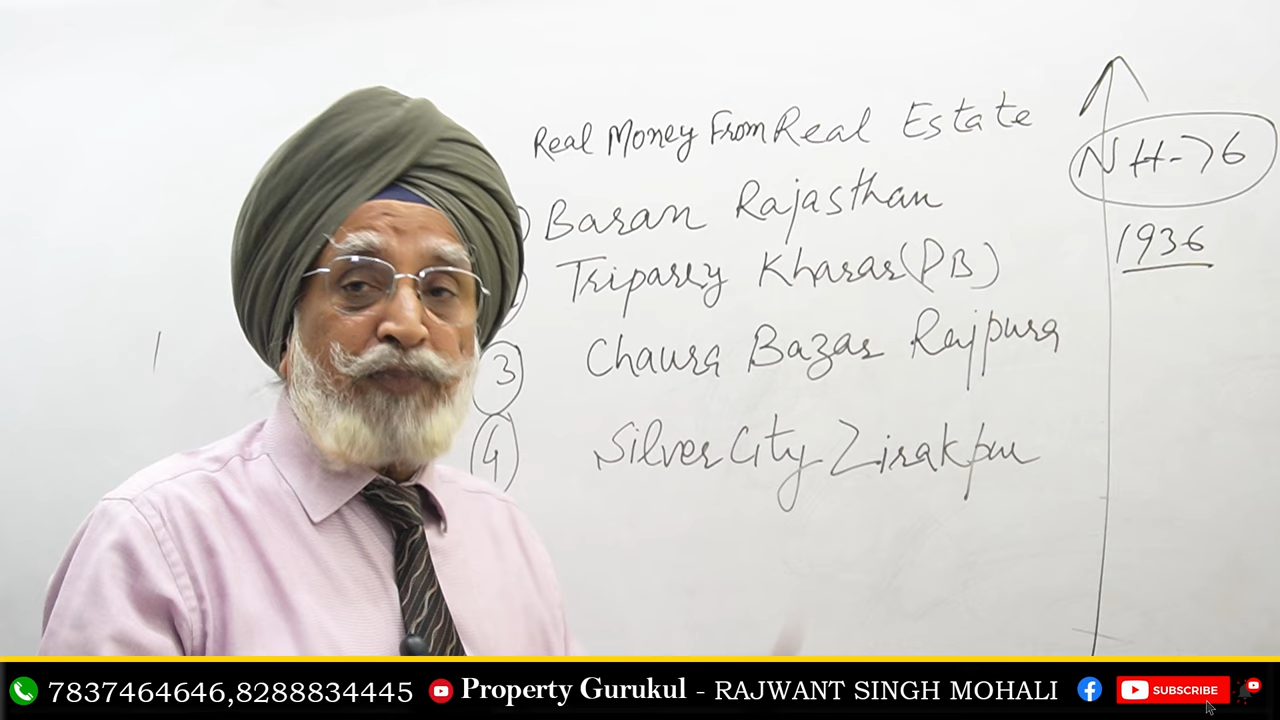 Real Money From Real Estate
Baran Rajasthan
Triparry Kharar (PB)
3 Chaura Bazar Rajpura
4 Silver City Zirakpur
NH-76
1936
7837464646,8288834445 Property Gurukul - RAJWANT SINGH MOHALI SUBSCRIBE